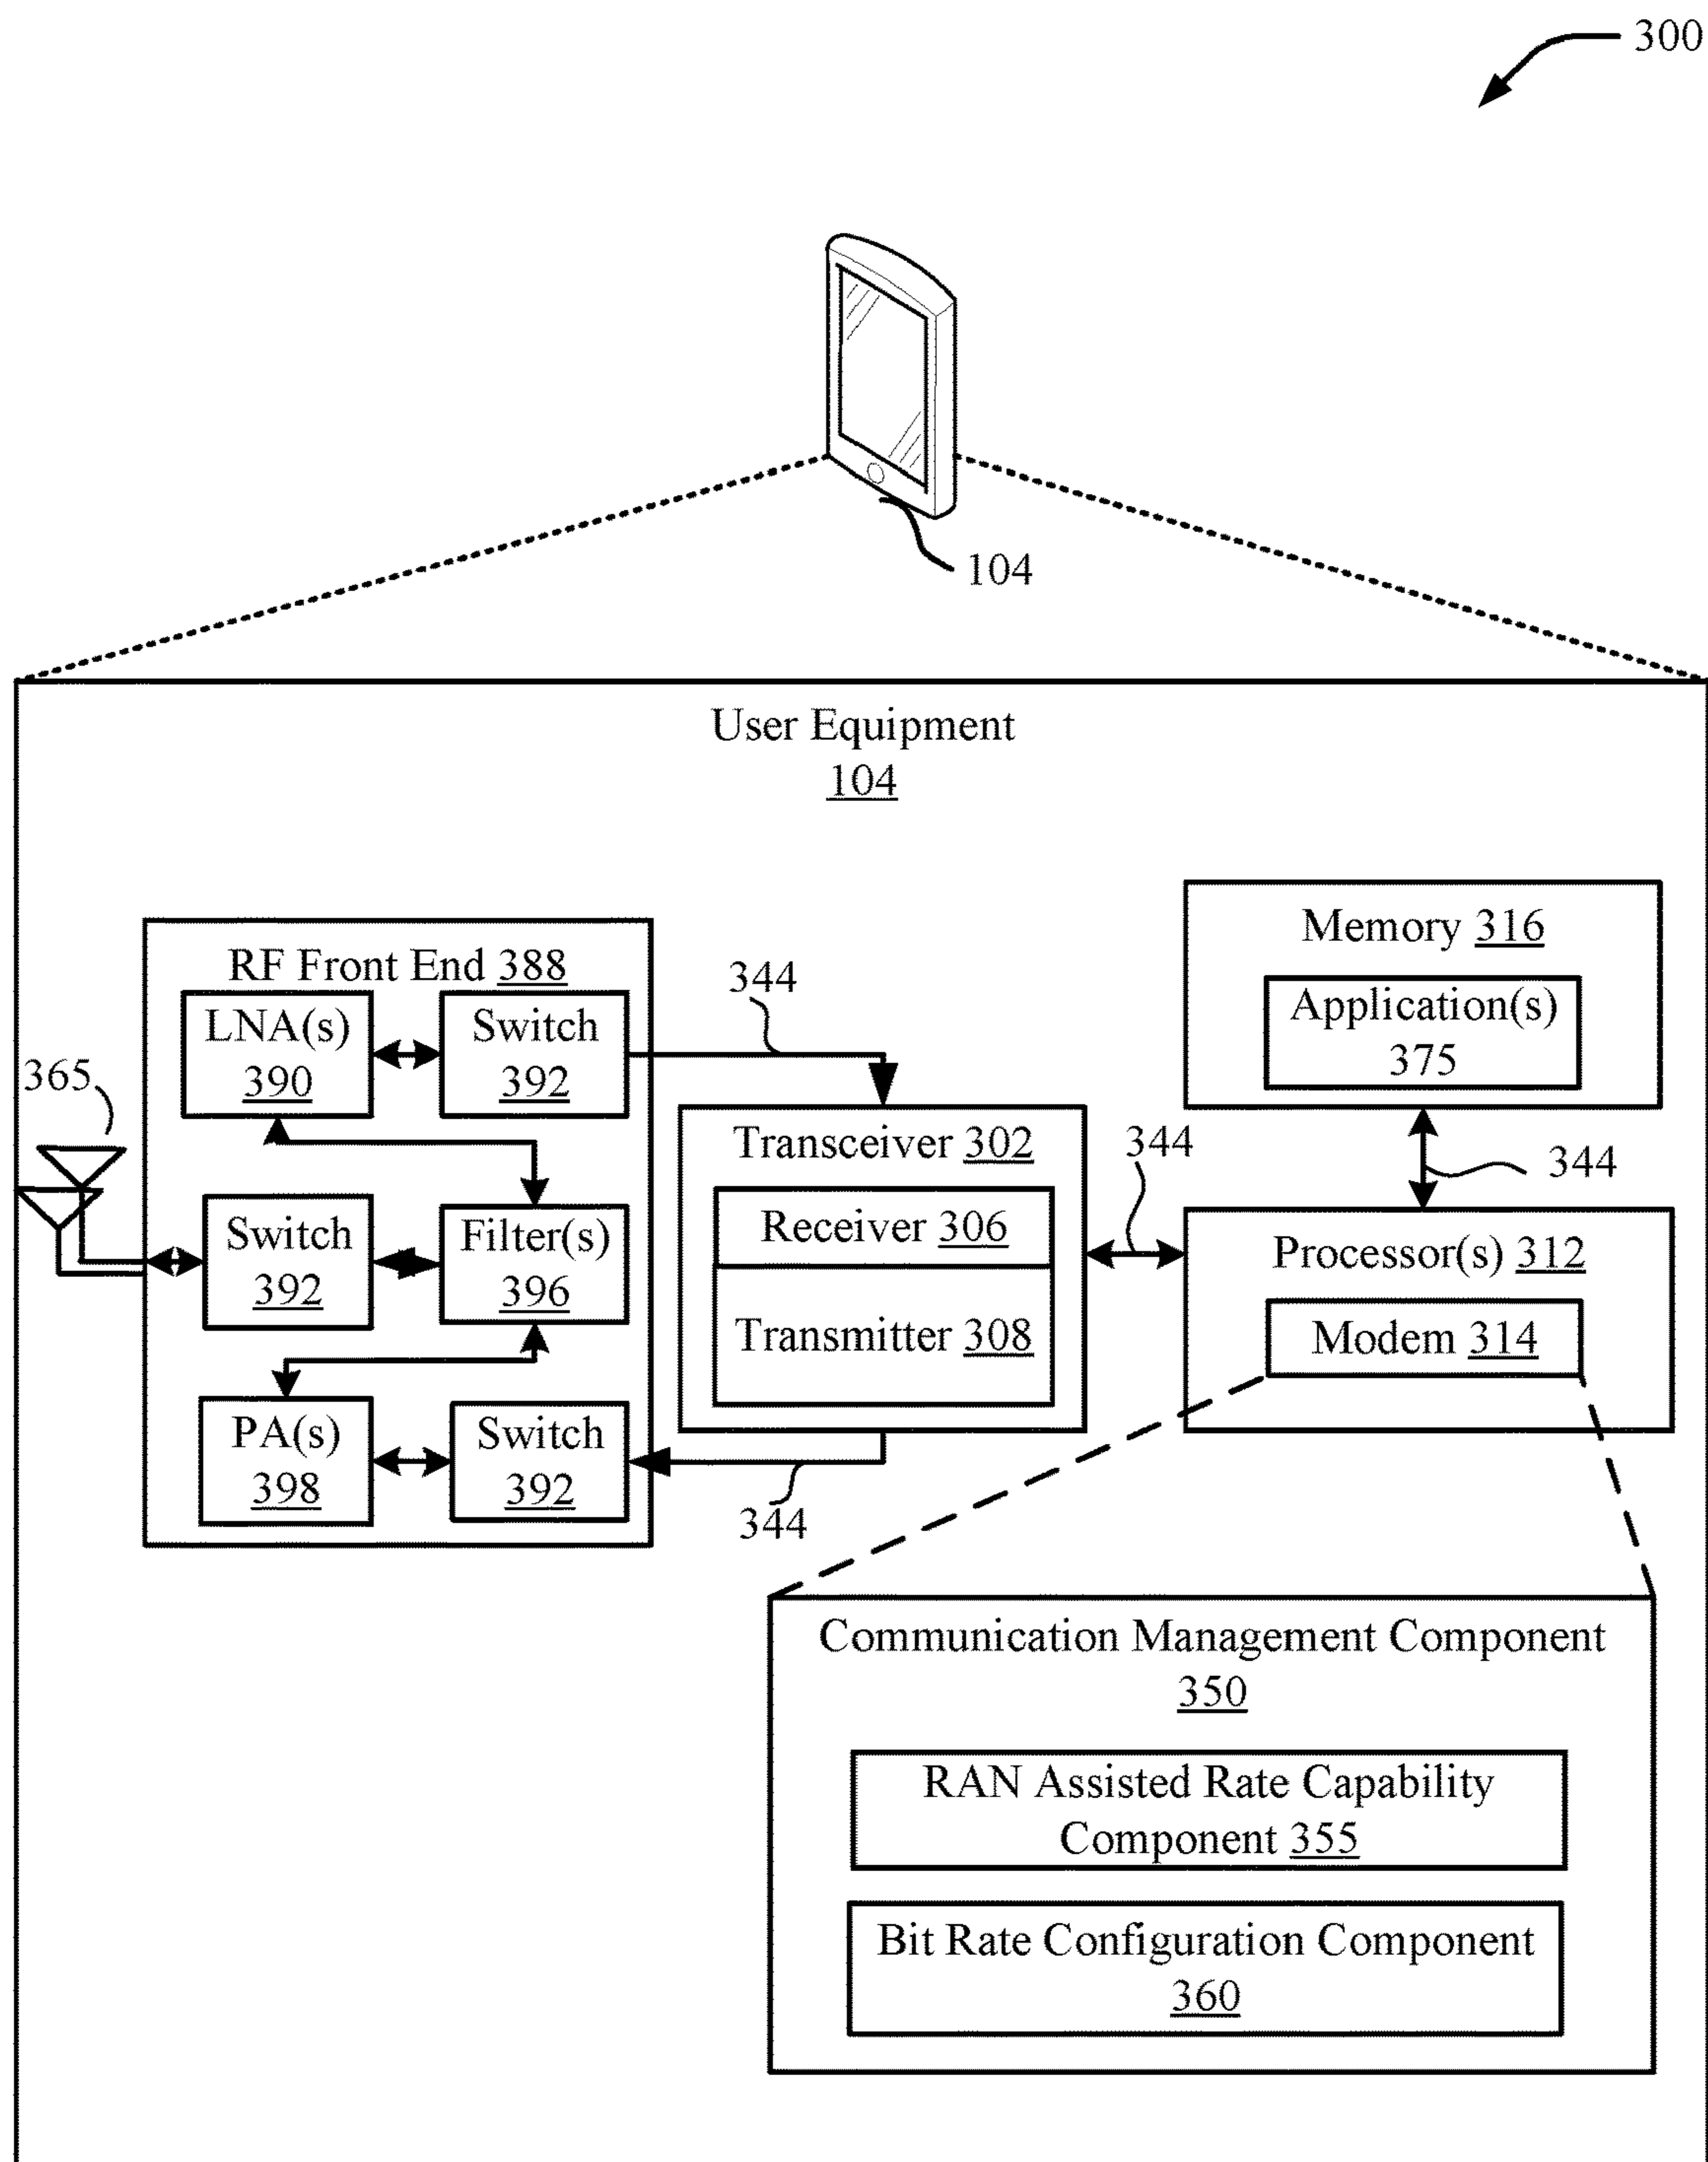 300
104
User Equipment
104
RF Front End 388
LNA(s)
390
Switch
392
344
Memory 316
Application(s)
375
365
Switch
392
Filter(s)
396
Transceiver 302
Receiver 306
Transmitter 308
344
344
Processor(s) 312
Modem 314
PA(s)
398
Switch
392
344
Communication Management Component
350
RAN Assisted Rate Capability
Component 355
Bit Rate Configuration Component
360